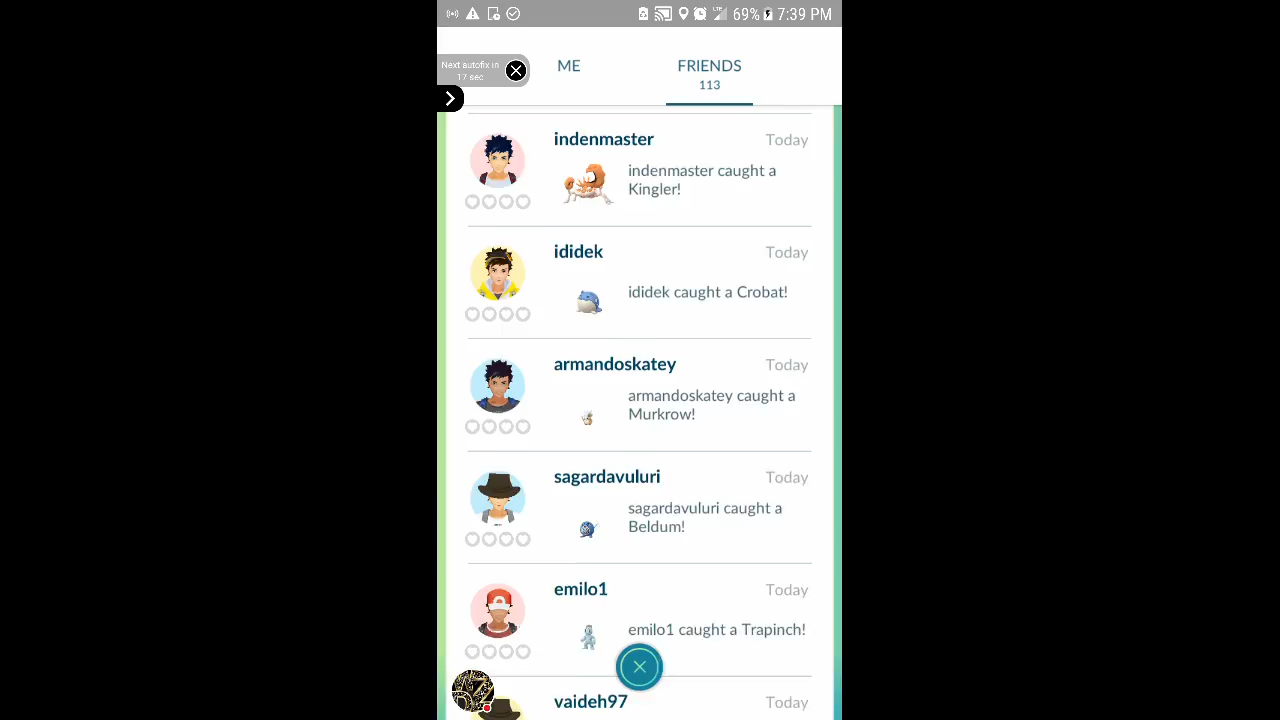 LTE 69% 7:39 PM
Next autofix in
17 sec
ME
FRIENDS
113
indenmaster
Today
indenmaster caught a
Kingler!
ididek
Today
ididek caught a Crobat!
armandoskatey
Today
armandoskatey caught a
Murkrow!
sagardavuluri
Today
sagardavuluri caught a
Beldum!
emilo1
Today
emilo1 caught a Trapinch!
vaideh97
Today